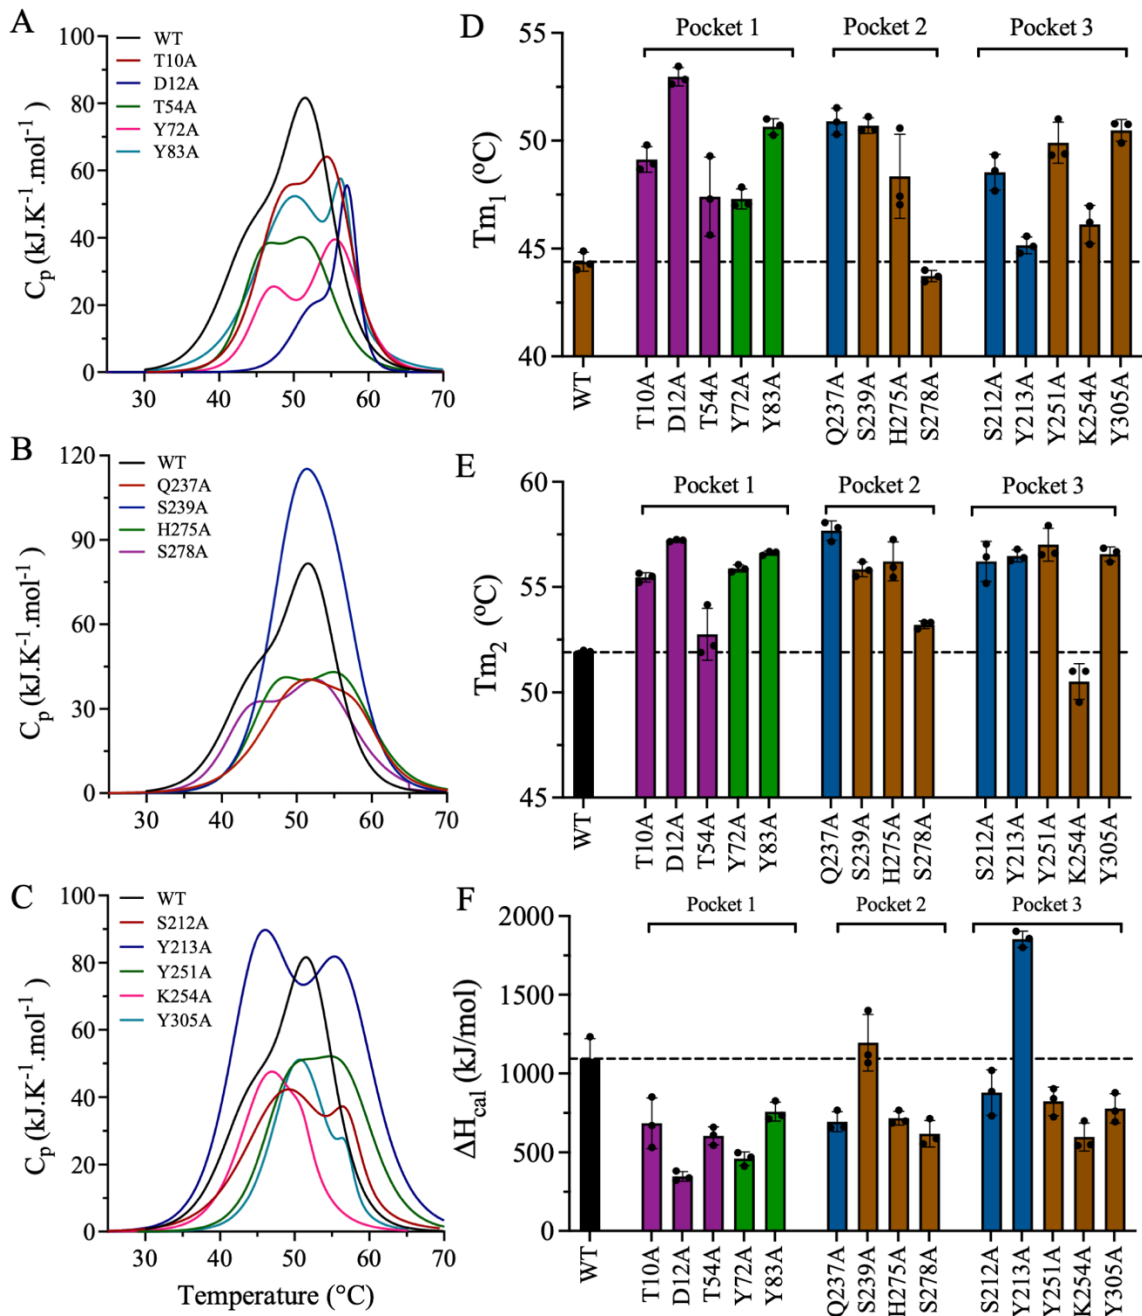 A
C_p (kJ.K⁻¹.mol⁻¹)
100
80
60
40
20
0
WT
T10A
D12A
T54A
Y72A
Y83A
30 40 50 60 70
B
C_p (kJ.K⁻¹.mol⁻¹)
120
90
60
30
0
WT
Q237A
S239A
H275A
S278A
30 40 50 60 70
C
C_p (kJ.K⁻¹.mol⁻¹)
100
80
60
40
20
0
WT
S212A
Y213A
Y251A
K254A
Y305A
30 40 50 60 70
Temperature (°C)
D
Pocket 1 Pocket 2 Pocket 3
Tm₁ (ºC)
50
45
40
WT T10A D12A T54A Y72A Y83A Q237A S239A H275A S278A S212A Y213A Y251A K254A Y305A
E
Pocket 1 Pocket 2 Pocket 3
Tm₂ (ºC)
60
55
50
45
WT T10A D12A T54A Y72A Y83A Q237A S239A H275A S278A S212A Y213A Y251A K254A Y305A
F
Pocket 1 Pocket 2 Pocket 3
ΔH_cal (kJ/mol)
2000
1500
1000
500
0
WT T10A D12A T54A Y72A Y83A Q237A S239A H275A S278A S212A Y213A Y251A K254A Y305A